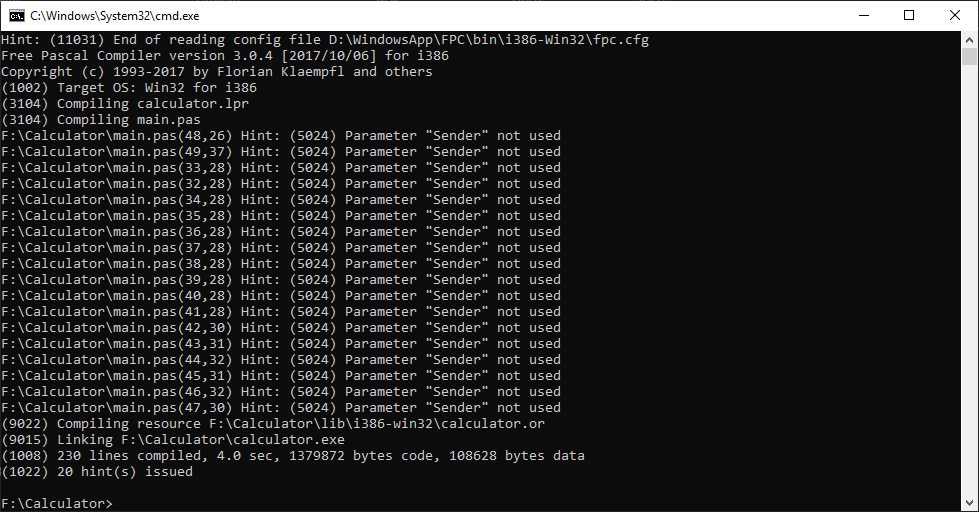 C:\Windows\System32\cmd.exe
Hint: (11031) End of reading config file D:\WindowsApp\FPC\bin\i386-Win32\fpc.cfg
Free Pascal Compiler version 3.0.4 [2017/10/06] for i386
Copyright (c) 1993-2017 by Florian Klaempfl and others
(1002) Target OS: Win32 for i386
(3104) Compiling calculator.lpr
(3104) Compiling main.pas
F:\Calculator\main.pas(48,26) Hint: (5024) Parameter "Sender" not used
F:\Calculator\main.pas(49,37) Hint: (5024) Parameter "Sender" not used
F:\Calculator\main.pas(33,28) Hint: (5024) Parameter "Sender" not used
F:\Calculator\main.pas(32,28) Hint: (5024) Parameter "Sender" not used
F:\Calculator\main.pas(34,28) Hint: (5024) Parameter "Sender" not used
F:\Calculator\main.pas(35,28) Hint: (5024) Parameter "Sender" not used
F:\Calculator\main.pas(36,28) Hint: (5024) Parameter "Sender" not used
F:\Calculator\main.pas(37,28) Hint: (5024) Parameter "Sender" not used
F:\Calculator\main.pas(38,28) Hint: (5024) Parameter "Sender" not used
F:\Calculator\main.pas(39,28) Hint: (5024) Parameter "Sender" not used
F:\Calculator\main.pas(40,28) Hint: (5024) Parameter "Sender" not used
F:\Calculator\main.pas(41,28) Hint: (5024) Parameter "Sender" not used
F:\Calculator\main.pas(42,30) Hint: (5024) Parameter "Sender" not used
F:\Calculator\main.pas(43,31) Hint: (5024) Parameter "Sender" not used
F:\Calculator\main.pas(44,32) Hint: (5024) Parameter "Sender" not used
F:\Calculator\main.pas(45,31) Hint: (5024) Parameter "Sender" not used
F:\Calculator\main.pas(46,32) Hint: (5024) Parameter "Sender" not used
F:\Calculator\main.pas(47,30) Hint: (5024) Parameter "Sender" not used
(9022) Compiling resource F:\Calculator\lib\i386-win32\calculator.or
(9015) Linking F:\Calculator\calculator.exe
(1008) 230 lines compiled, 4.0 sec, 1379872 bytes code, 108628 bytes data
(1022) 20 hint(s) issued
F:\Calculator>